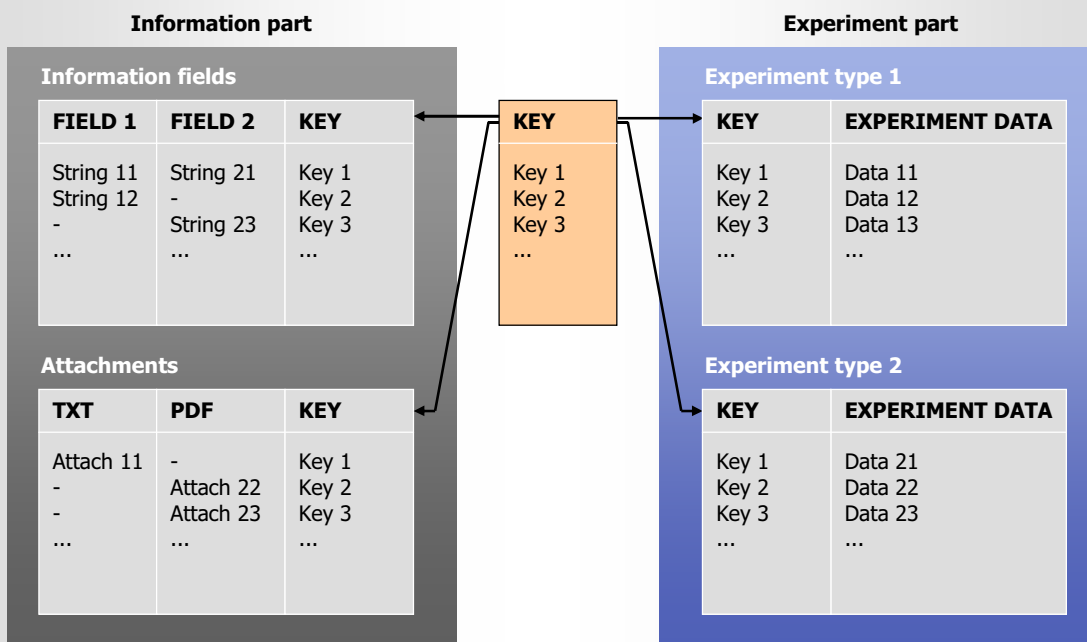 Information part
Experiment part
Information fields
FIELD 1 FIELD 2 KEY
String 11 String 21 Key 1
String 12 - Key 2
- String 23 Key 3
... ... ...
Attachments
TXT PDF KEY
Attach 11 - Key 1
- Attach 22 Key 2
- Attach 23 Key 3
... ... ...
KEY
Key 1
Key 2
Key 3
...
Experiment type 1
KEY EXPERIMENT DATA
Key 1 Data 11
Key 2 Data 12
Key 3 Data 13
... ...
Experiment type 2
KEY EXPERIMENT DATA
Key 1 Data 21
Key 2 Data 22
Key 3 Data 23
... ...